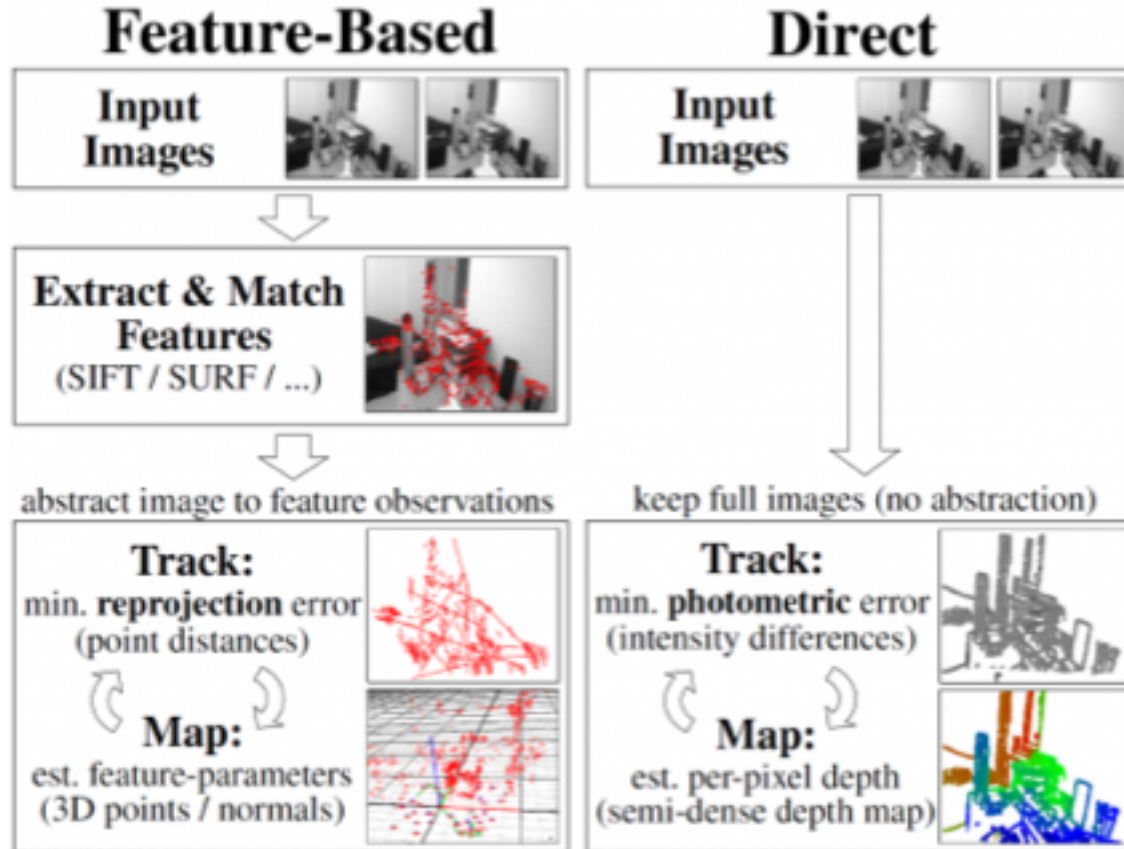 Feature-Based
Input
Images
Extract & Match
Features
(SIFT / SURF / ...)
abstract image to feature observations
Track:
min. reprojection error
(point distances)
Map:
est. feature-parameters
(3D points / normals)
Direct
Input
Images
keep full images (no abstraction)
Track:
min. photometric error
(intensity differences)
Map:
est. per-pixel depth
(semi-dense depth map)